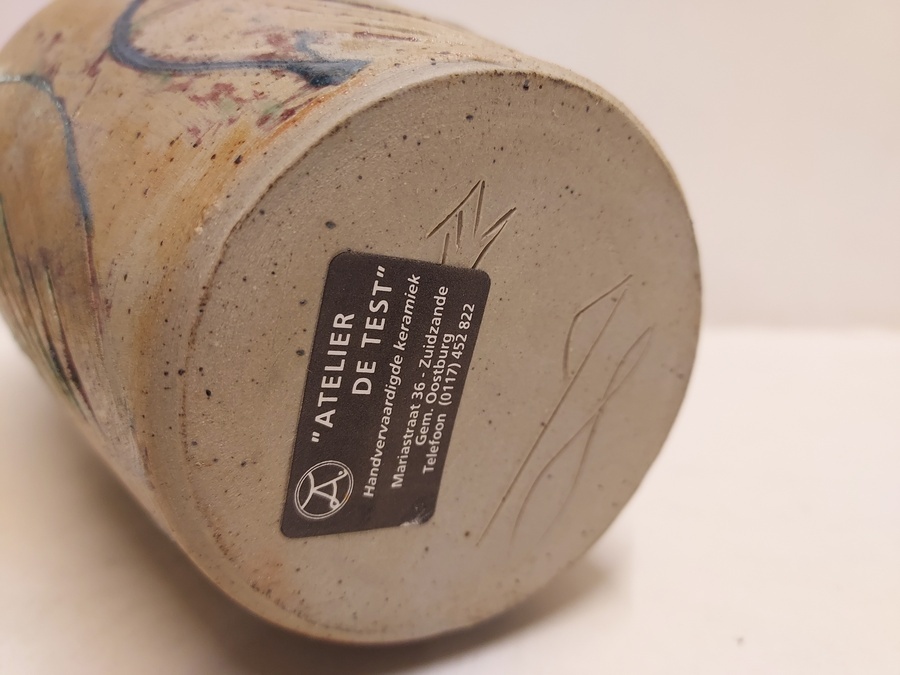 "ATELIER
DE TEST"
Handvervaardigde keramiek
Mariastraat 36 - Zuidzande
Gem. Oostburg
Telefoon (0117) 452 822